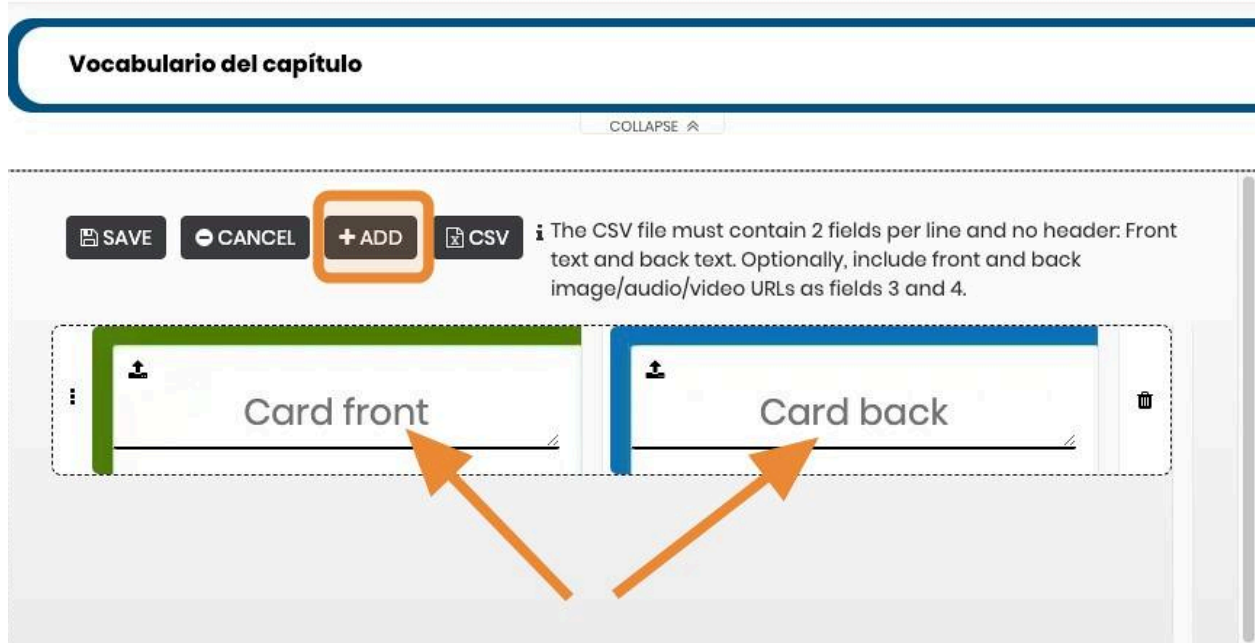 Vocabulario del capítulo
COLLAPSE
SAVE CANCEL + ADD CSV i The CSV file must contain 2 fields per line and no header: Front
text and back text. Optionally, include front and back
image/audio/video URLs as fields 3 and 4.
Card front Card back